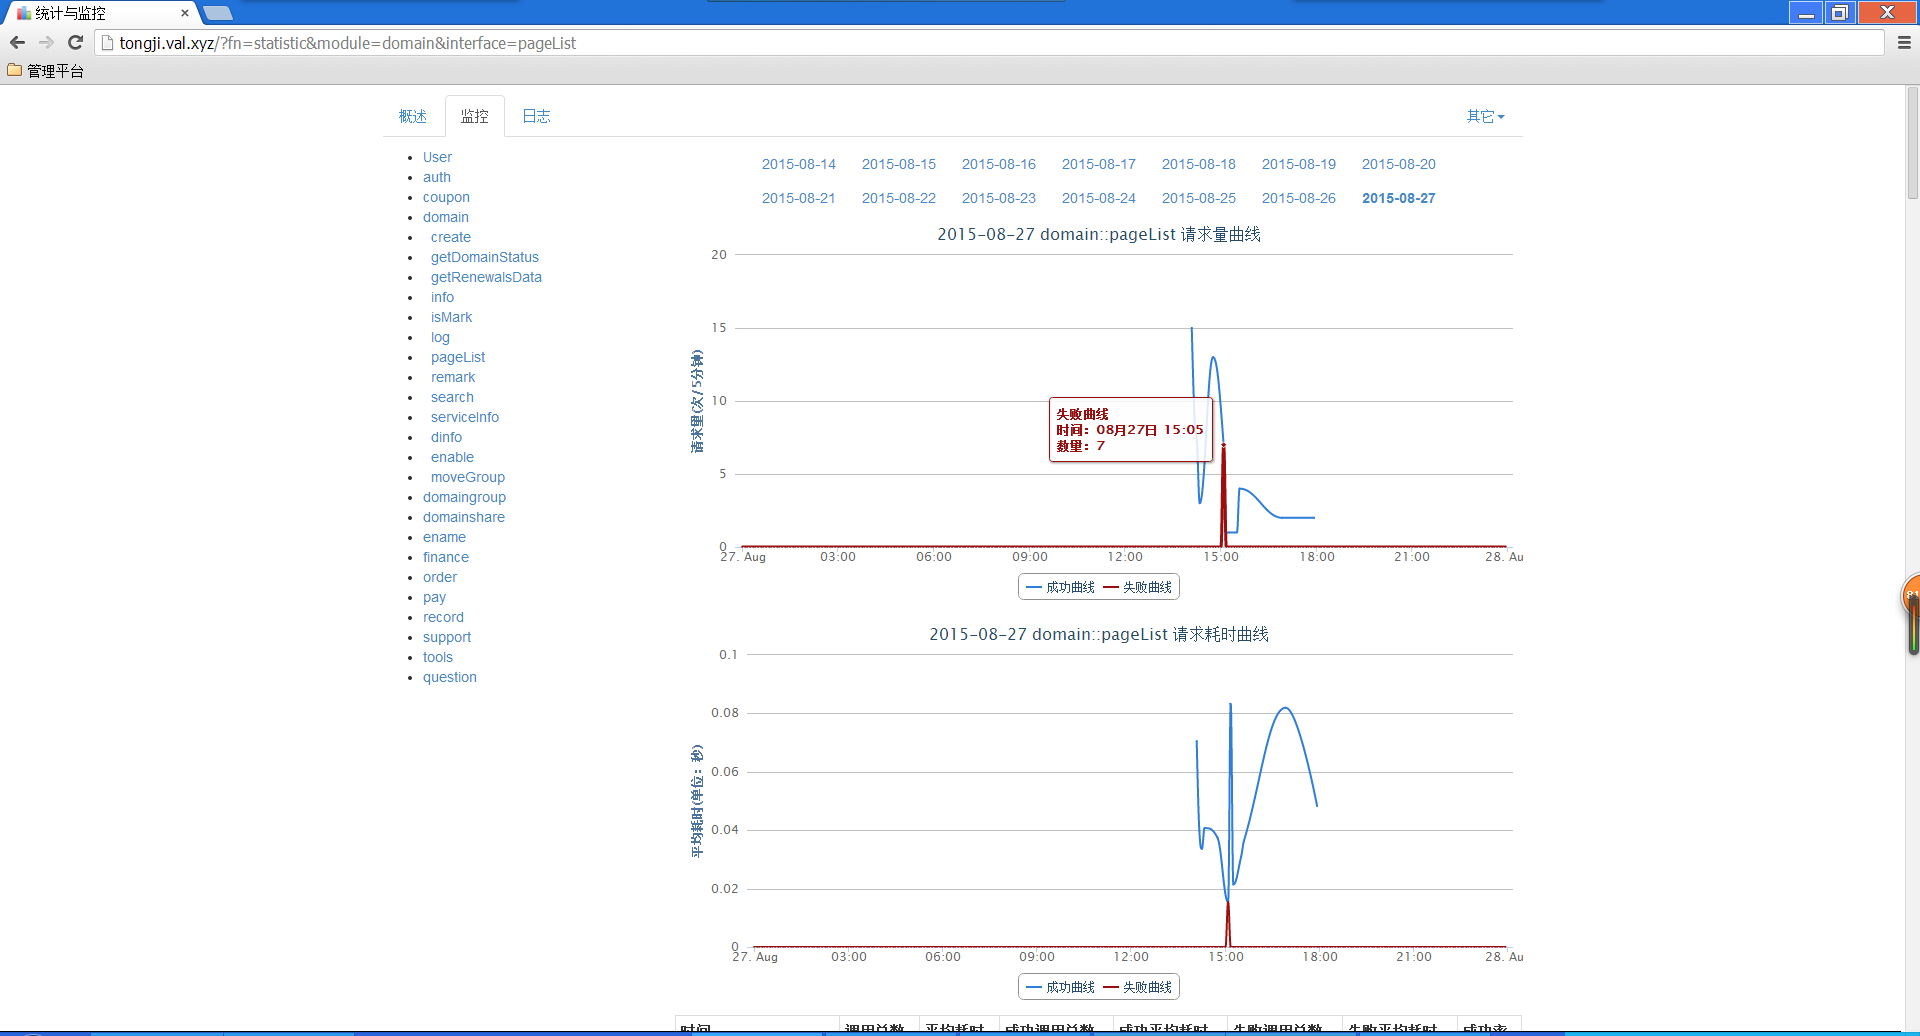 统计与监控
tongji.val.xyz/?fn=statistic&module=domain&interface=pageList
管理平台
概述
监控
日志
其它
User
auth
coupon
domain
create
getDomainStatus
getRenewalsData
info
isMark
log
pageList
remark
search
serviceInfo
dinfo
enable
moveGroup
domaingroup
domainshare
ename
finance
order
pay
record
support
tools
question
2015-08-14 2015-08-15 2015-08-16 2015-08-17 2015-08-18 2015-08-19 2015-08-20
2015-08-21 2015-08-22 2015-08-23 2015-08-24 2015-08-25 2015-08-26 2015-08-27
2015-08-27 domain::pageList 请求量曲线
请求量(次/5分钟)
20
15
10
5
0
失败曲线
时间：08月27日 15:05
数量：7
27. Aug 03:00 06:00 09:00 12:00 15:00 18:00 21:00 28. Au
成功曲线 失败曲线
2015-08-27 domain::pageList 请求耗时曲线
平均耗时(单位：秒)
0.1
0.08
0.06
0.04
0.02
0
27. Aug 03:00 06:00 09:00 12:00 15:00 18:00 21:00 28. Au
成功曲线 失败曲线
时间 调用总数 平均耗时 成功调用总数 成功平均耗时 失败调用总数 失败平均耗时 成功率